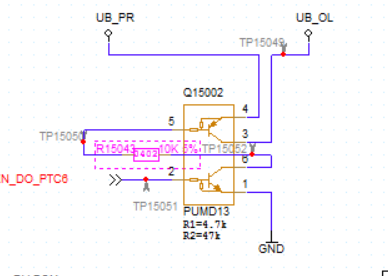 UB_PR
UB_OL
TP15049
Q15002
5
4
3
TP15050
R15043
0402
10K 5%
TP15052
6
EN_DO_PTC6
2
1
TP15051
PUMD13
R1=4.7k
R2=47k
GND